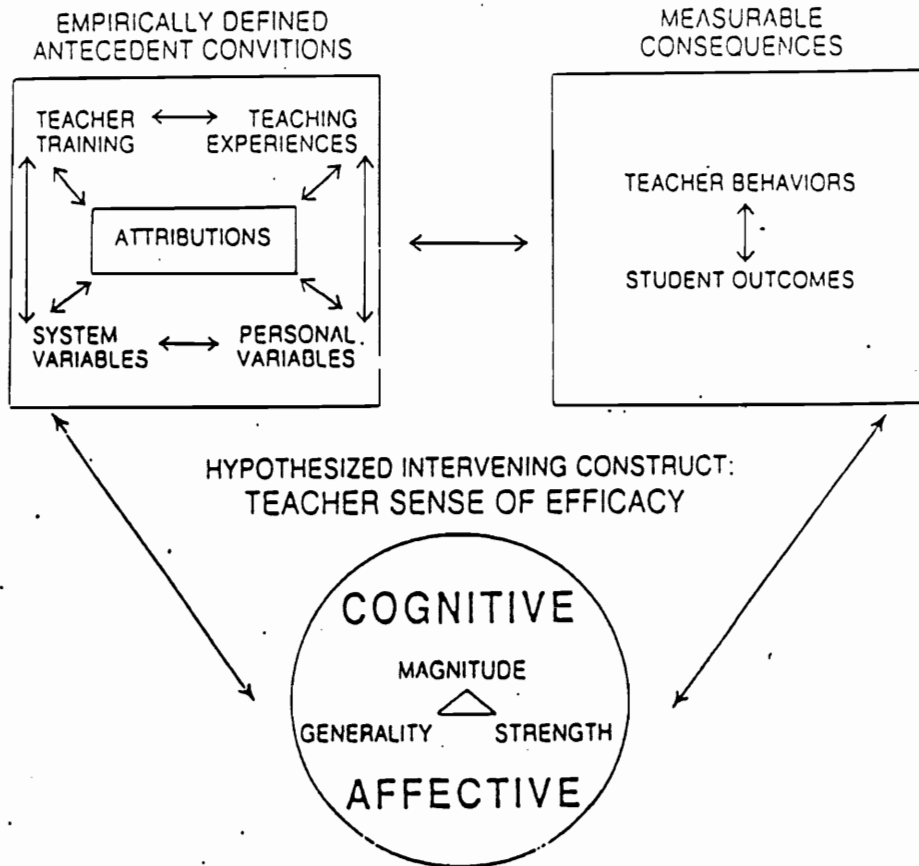 EMPIRICALLY DEFINED
ANTECEDENT CONVITIONS
MEASURABLE
CONSEQUENCES
TEACHER
TRAINING
TEACHING
EXPERIENCES
ATTRIBUTIONS
SYSTEM
VARIABLES
PERSONAL
VARIABLES
TEACHER BEHAVIORS
STUDENT OUTCOMES
HYPOTHESIZED INTERVENING CONSTRUCT:
TEACHER SENSE OF EFFICACY
COGNITIVE
MAGNITUDE
GENERALITY
STRENGTH
AFFECTIVE